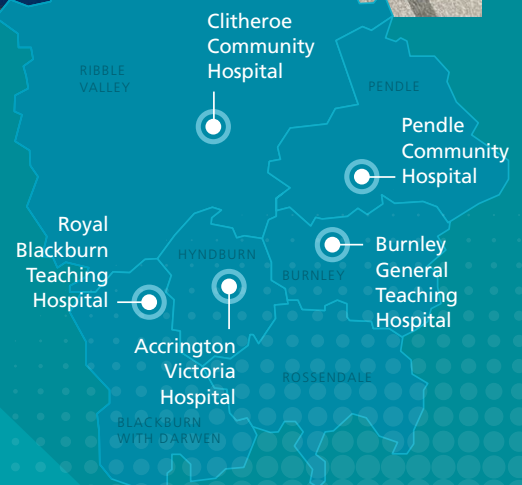 Clitheroe
Community
Hospital
RIBBLE
VALLEY
PENDLE
Pendle
Community
Hospital
Royal
Blackburn
Teaching
Hospital
HYNDBURN
BURNLEY
Burnley
General
Teaching
Hospital
Accrington
Victoria
Hospital
ROSSENDALE
BLACKBURN
WITH DARWEN